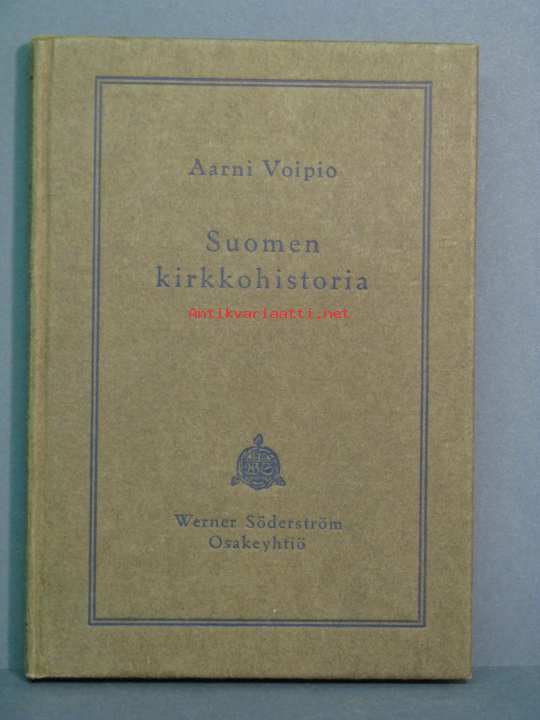 Aarni Voipio
Suomen
kirkkohistoria
Antikvariaatti.net
Werner Söderström
Osakeyhtiö